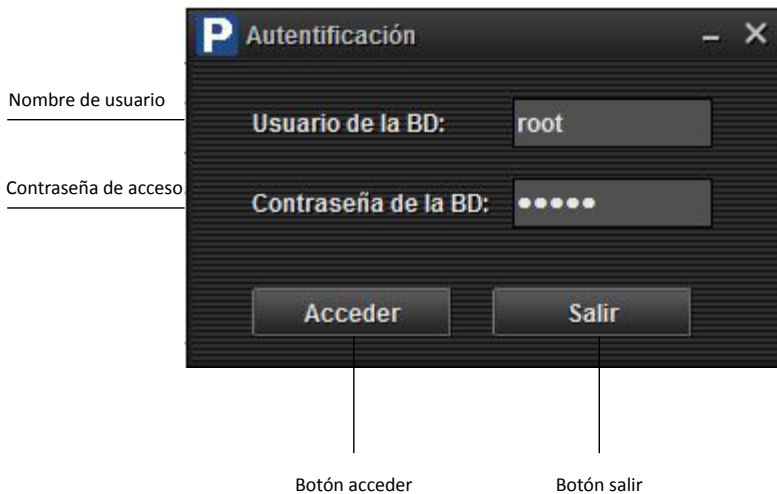 P Autentificación
Nombre de usuario
Usuario de la BD: root
Contraseña de acceso
Contraseña de la BD: •••••
Acceder Salir
Botón acceder Botón salir